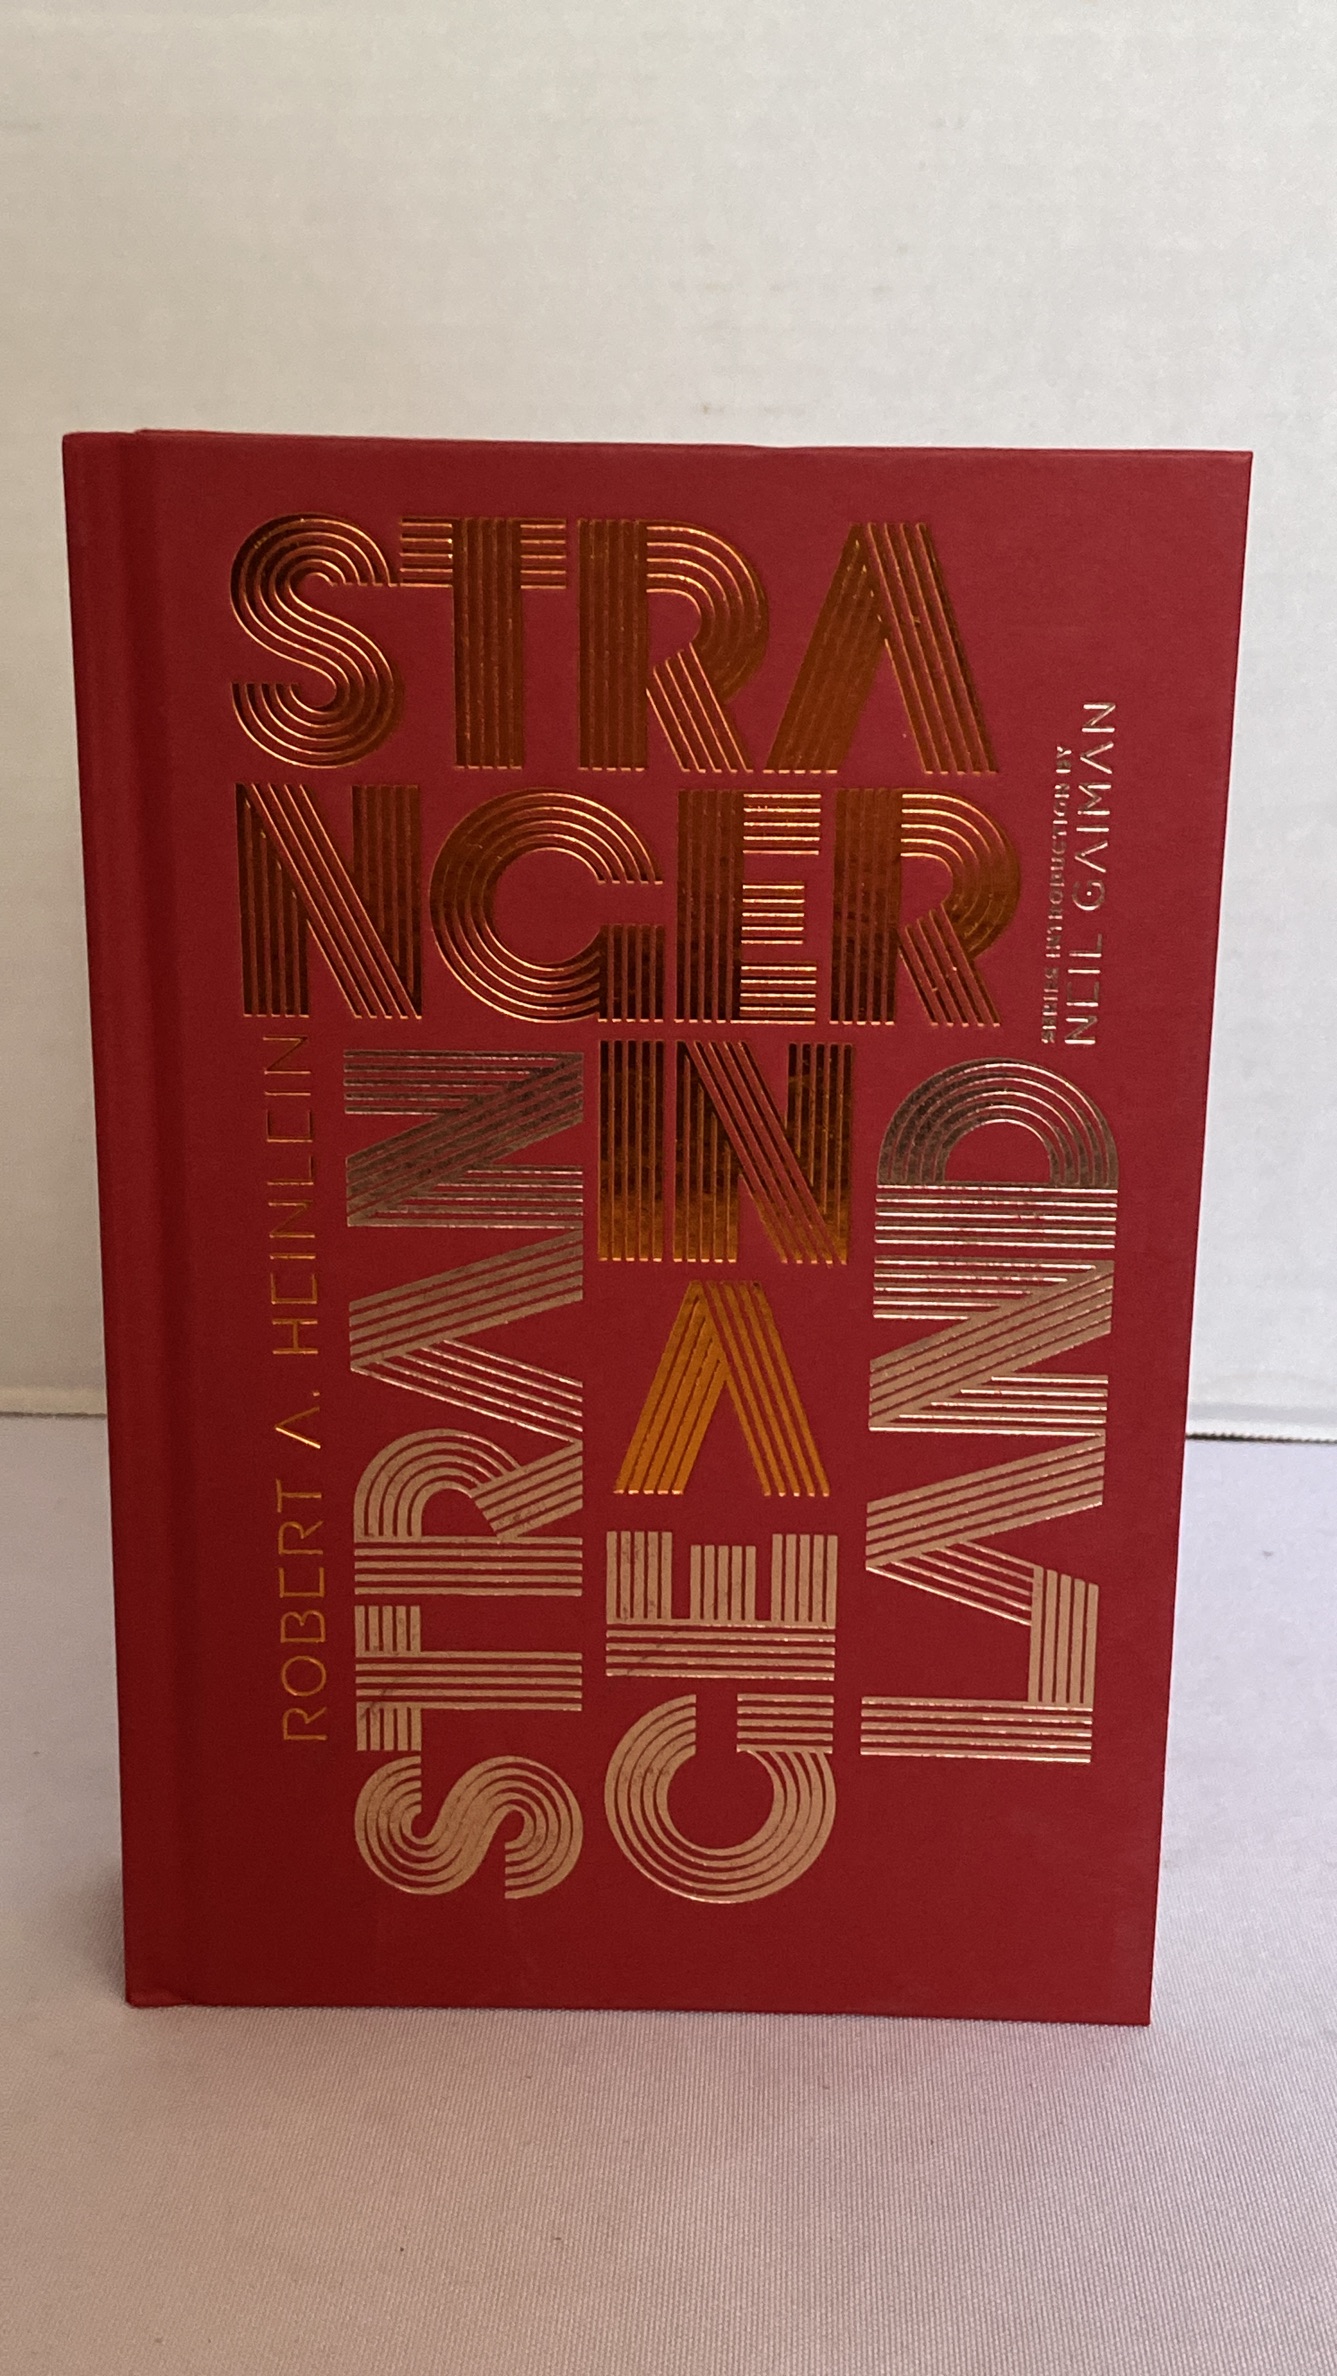 STRA
NGER
IN
A
STRAN
GE
LAND
ROBERT A. HEINLEIN
SERIES INTRODUCTION BY
NEIL GAIMAN